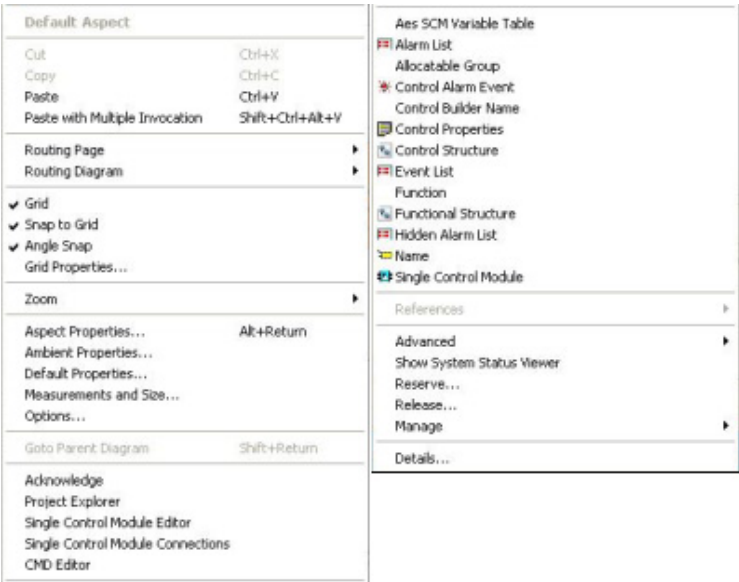 Default Aspect
Cut Ctrl+X
Copy Ctrl+C
Paste Ctrl+V
Paste with Multiple Invocation Shift+Ctrl+Alt+V
Routing Page
Routing Diagram
Grid
Snap to Grid
Angle Snap
Grid Properties...
Zoom
Aspect Properties... Alt+Return
Ambient Properties...
Default Properties...
Measurements and Size...
Options...
Goto Parent Diagram Shift+Return
Acknowledge
Project Explorer
Single Control Module Editor
Single Control Module Connections
CMD Editor
Aes SCM Variable Table
Alarm List
Allocatable Group
Control Alarm Event
Control Builder Name
Control Properties
Control Structure
Event List
Function
Functional Structure
Hidden Alarm List
Name
Single Control Module
References
Advanced
Show System Status Viewer
Reserve...
Release...
Manage
Details...